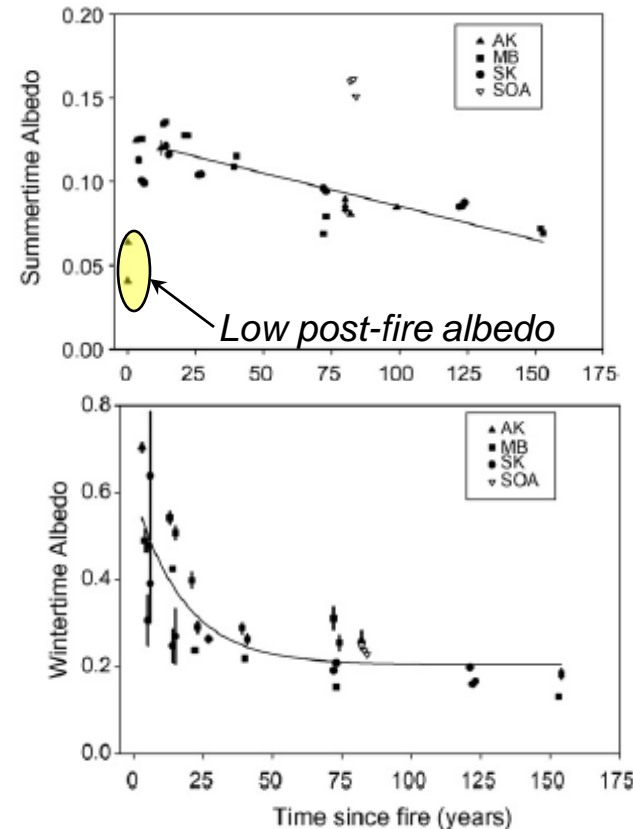 0.20
0.15
0.10
0.05
0.00
Summertime Albedo
AK
MB
SK
SOA
Low post-fire albedo
0 25 50 75 100 125 150 175
0.8
0.6
0.4
0.2
0.0
Wintertime Albedo
AK
MB
SK
SOA
0 25 50 75 100 125 150 175
Time since fire (years)